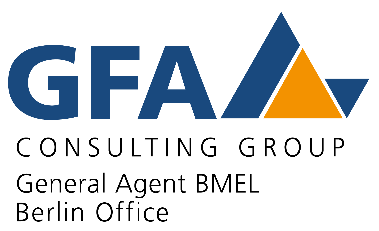 GFA
CONSULTING GROUP
General Agent BMEL
Berlin Office